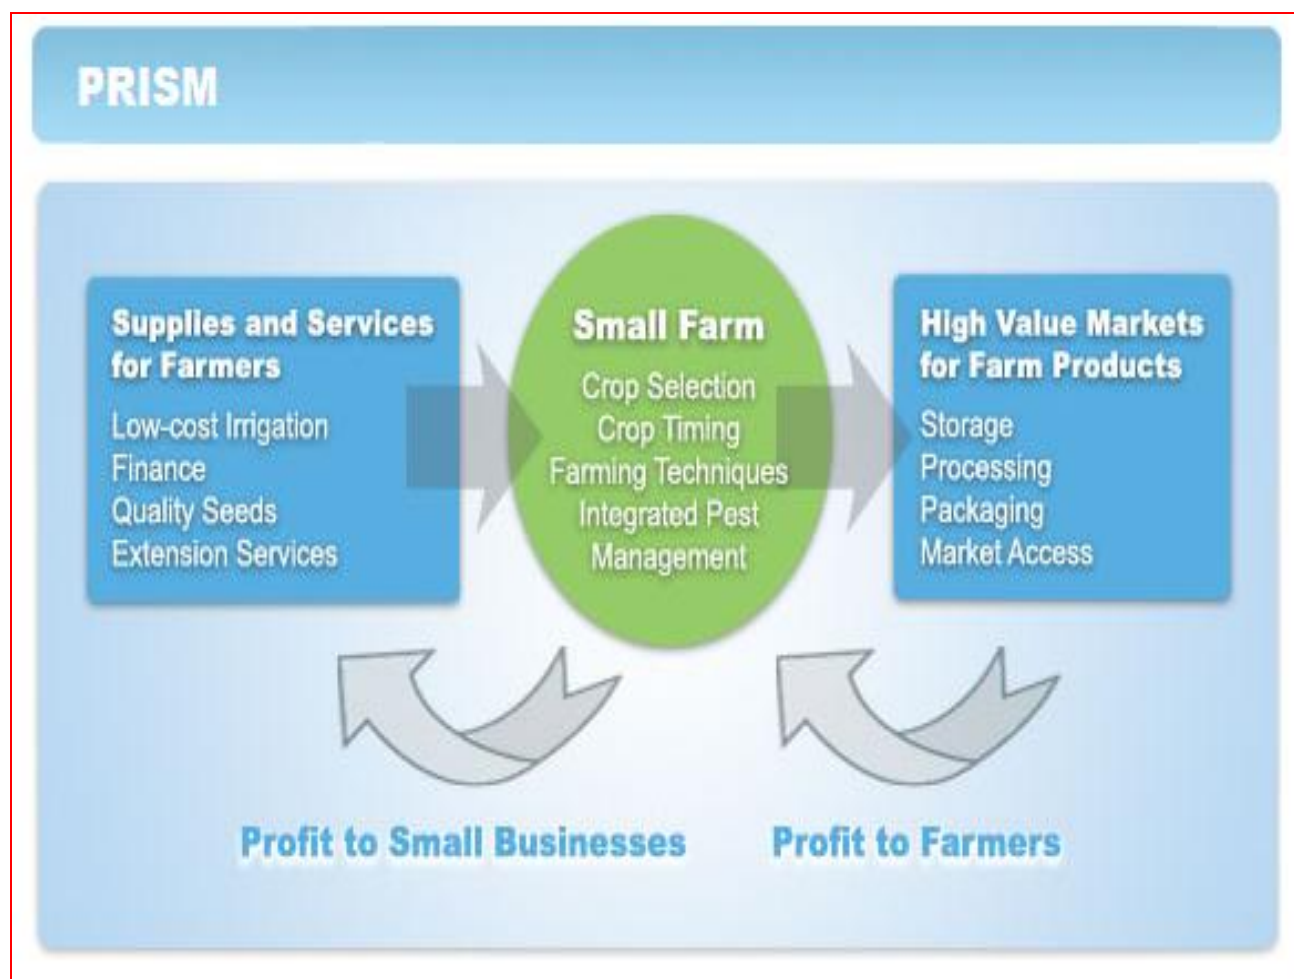 PRISM
Supplies and Services
for Farmers
Low-cost Irrigation
Finance
Quality Seeds
Extension Services
Small Farm
Crop Selection
Crop Timing
Farming Techniques
Integrated Pest
Management
High Value Markets
for Farm Products
Storage
Processing
Packaging
Market Access
Profit to Small Businesses
Profit to Farmers